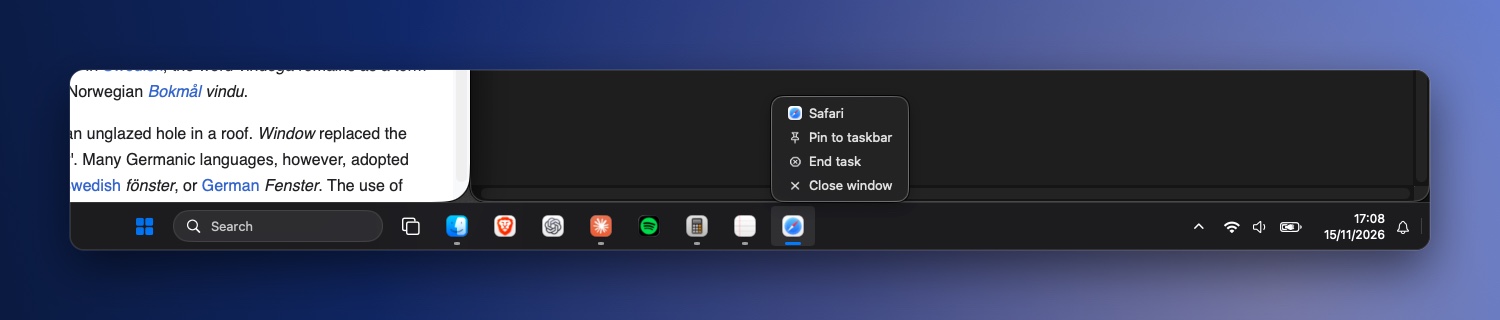 Norwegian Bokmål vindu.
an unglazed hole in a roof. Window replaced the
". Many Germanic languages, however, adopted
wedish fönster, or German Fenster. The use of
Safari
Pin to taskbar
End task
Close window
Search
17:08
15/11/2026